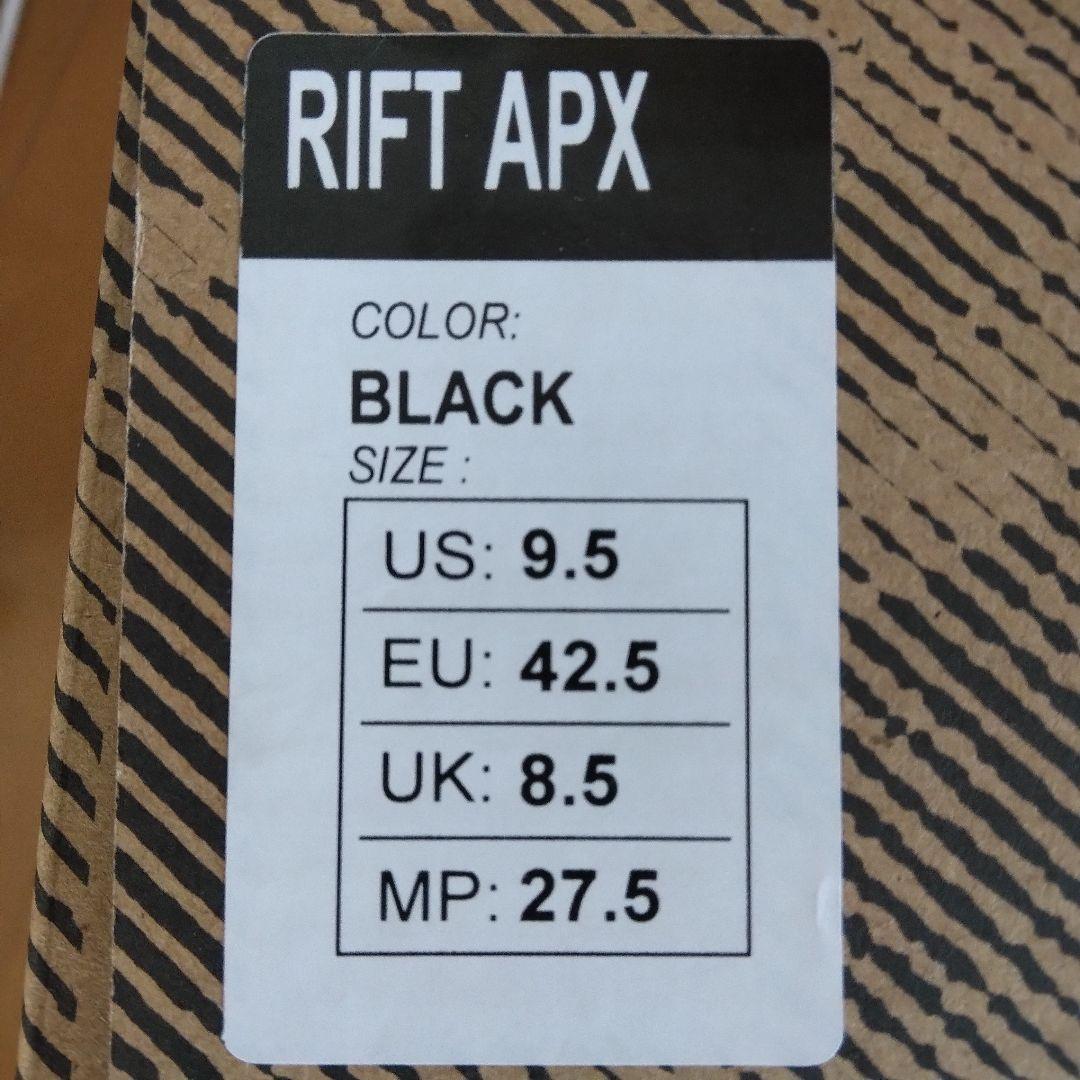 RIFT APX
COLOR:
BLACK
SIZE :
US: 9.5
EU: 42.5
UK: 8.5
MP: 27.5